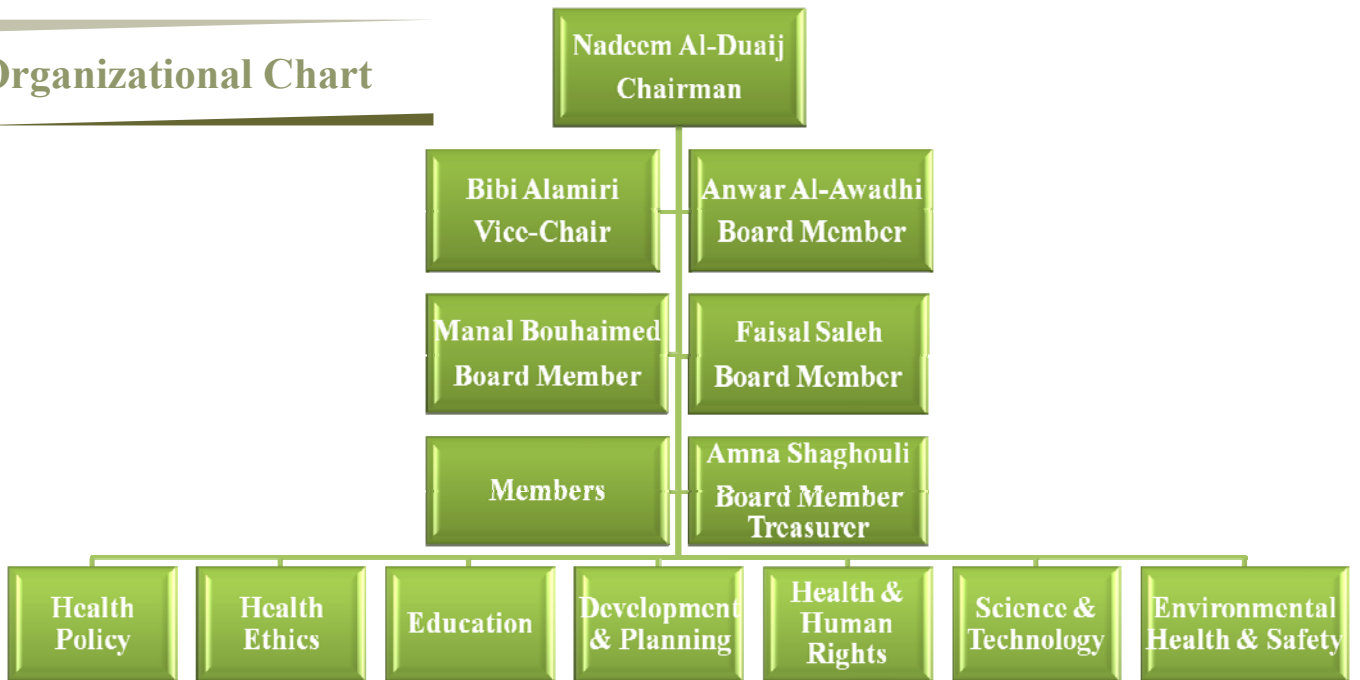 Organizational Chart
Nadeem Al-Duaij
Chairman
Bibi Alamiri
Vice-Chair
Anwar Al-Awadhi
Board Member
Manal Bouhaimed
Board Member
Faisal Saleh
Board Member
Members
Amna Shaghouli
Board Member
Treasurer
Health
Policy
Health
Ethics
Education
Development
& Planning
Health &
Human
Rights
Science &
Technology
Environmental
Health & Safety